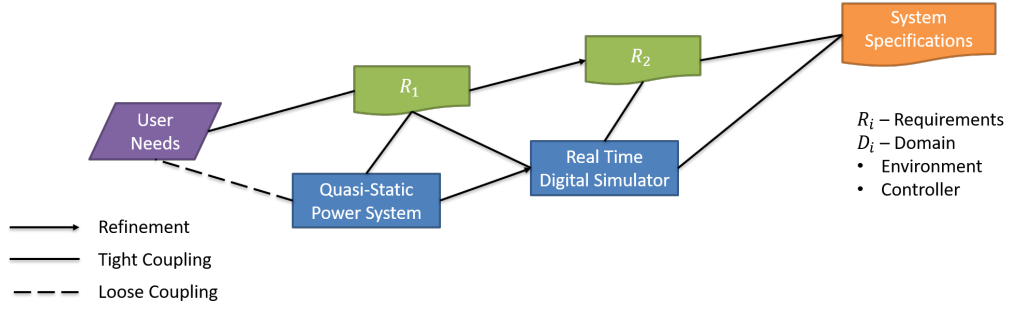 System
Specifications
R₂
R₁
User
Needs
Real Time
Digital Simulator
Quasi-Static
Power System
Rᵢ – Requirements
Dᵢ – Domain
• Environment
• Controller
Refinement
Tight Coupling
Loose Coupling